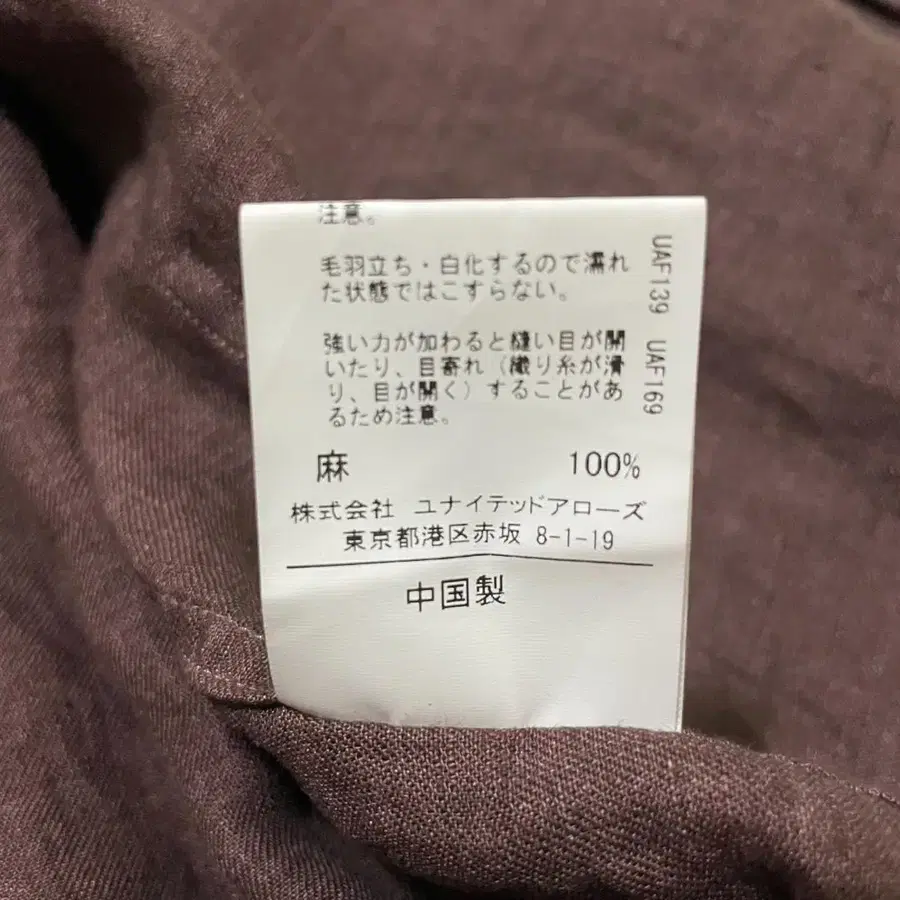 注意。
毛羽立ち・白化するので濡れ
た状態ではこすらない。
強い力が加わると縫い目が開
いたり、目寄れ（織り糸が滑
り、目が開く）することがあ
るため注意。
麻 100%
株式会社 ユナイテッドアローズ
東京都港区赤坂 8-1-19
中国製
UAF139 UAF169